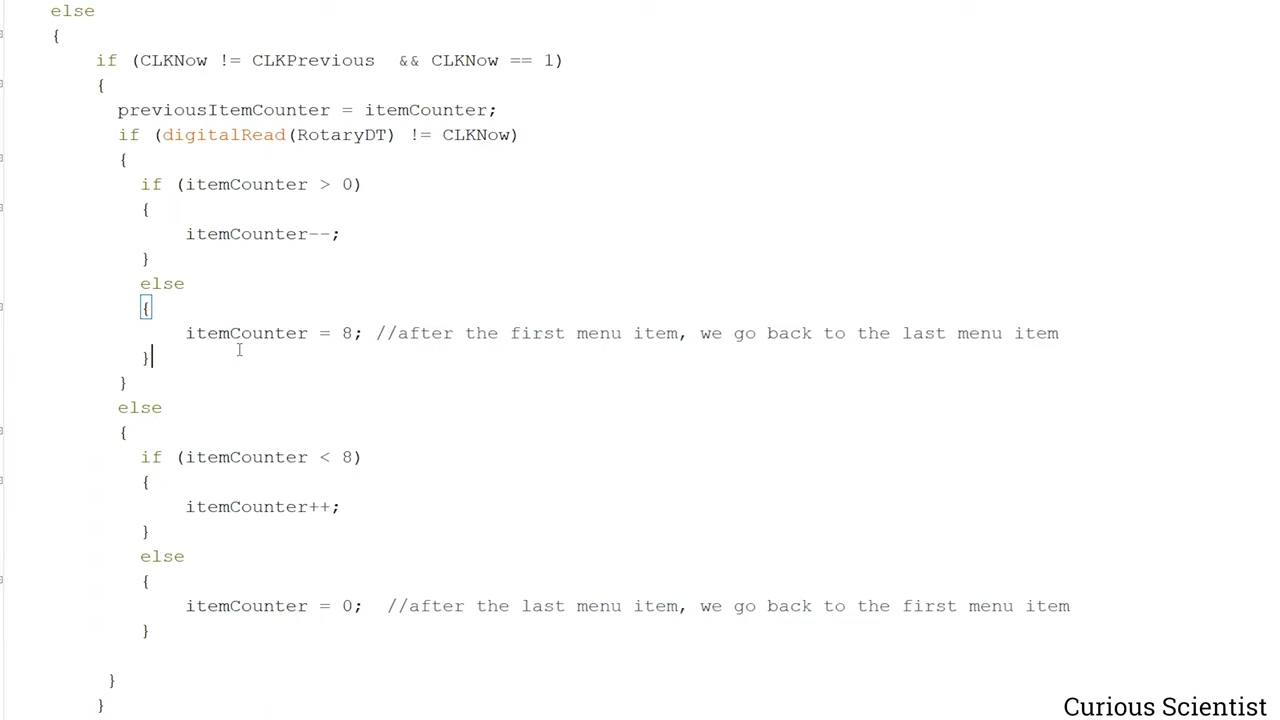 else
{
if (CLKNow != CLKPrevious  && CLKNow == 1)
{
previousItemCounter = itemCounter;
if (digitalRead(RotaryDT) != CLKNow)
{
if (itemCounter > 0)
{
itemCounter--;
}
else
{
itemCounter = 8; //after the first menu item, we go back to the last menu item
}
}
else
{
if (itemCounter < 8)
{
itemCounter++;
}
else
{
itemCounter = 0;  //after the last menu item, we go back to the first menu item
}
}
}
Curious Scientist